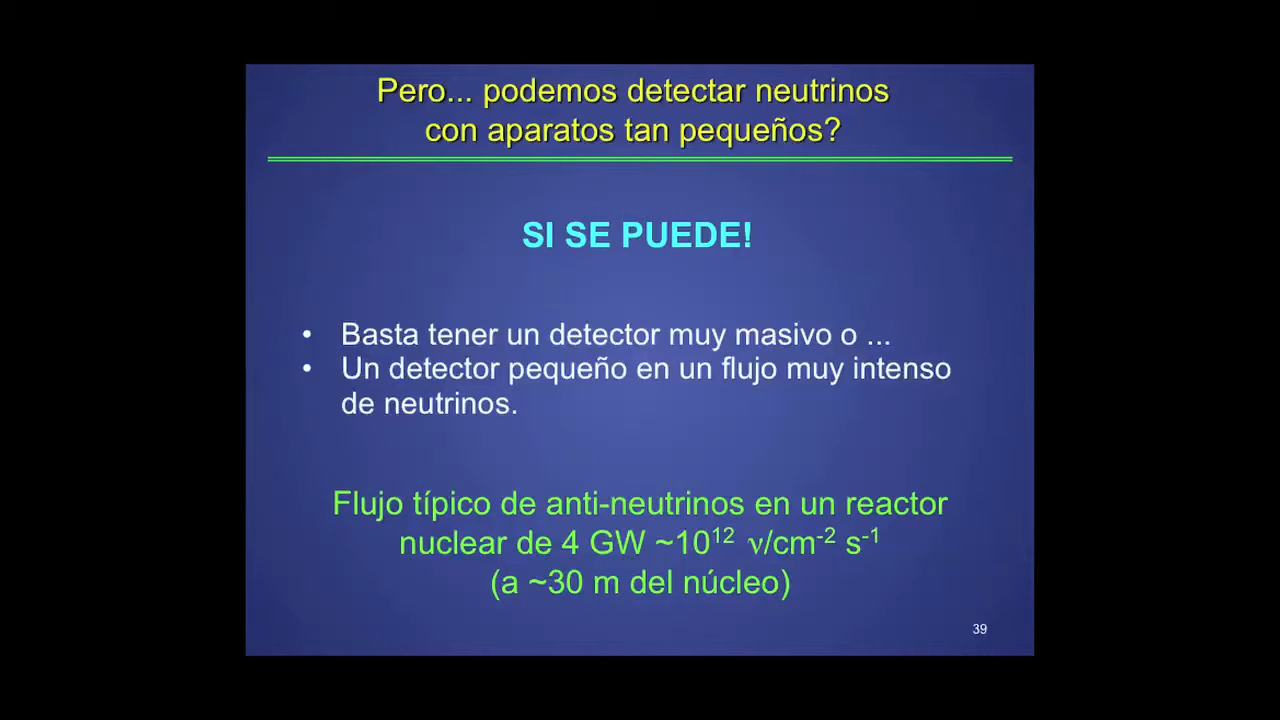 Pero... podemos detectar neutrinos
con aparatos tan pequeños?
SI SE PUEDE!
• Basta tener un detector muy masivo o ...
• Un detector pequeño en un flujo muy intenso
de neutrinos.
Flujo típico de anti-neutrinos en un reactor
nuclear de 4 GW ~10¹² ν/cm⁻² s⁻¹
(a ~30 m del núcleo)
39